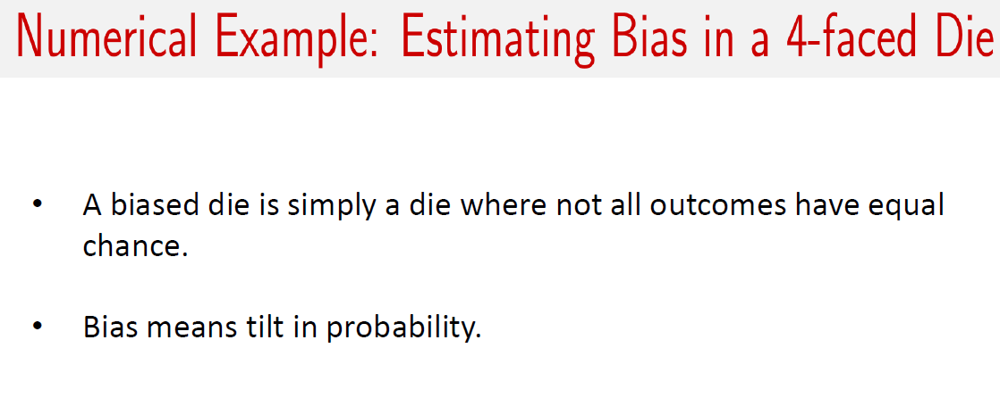 Numerical Example: Estimating Bias in a 4-faced Die
• A biased die is simply a die where not all outcomes have equal
chance.
• Bias means tilt in probability.